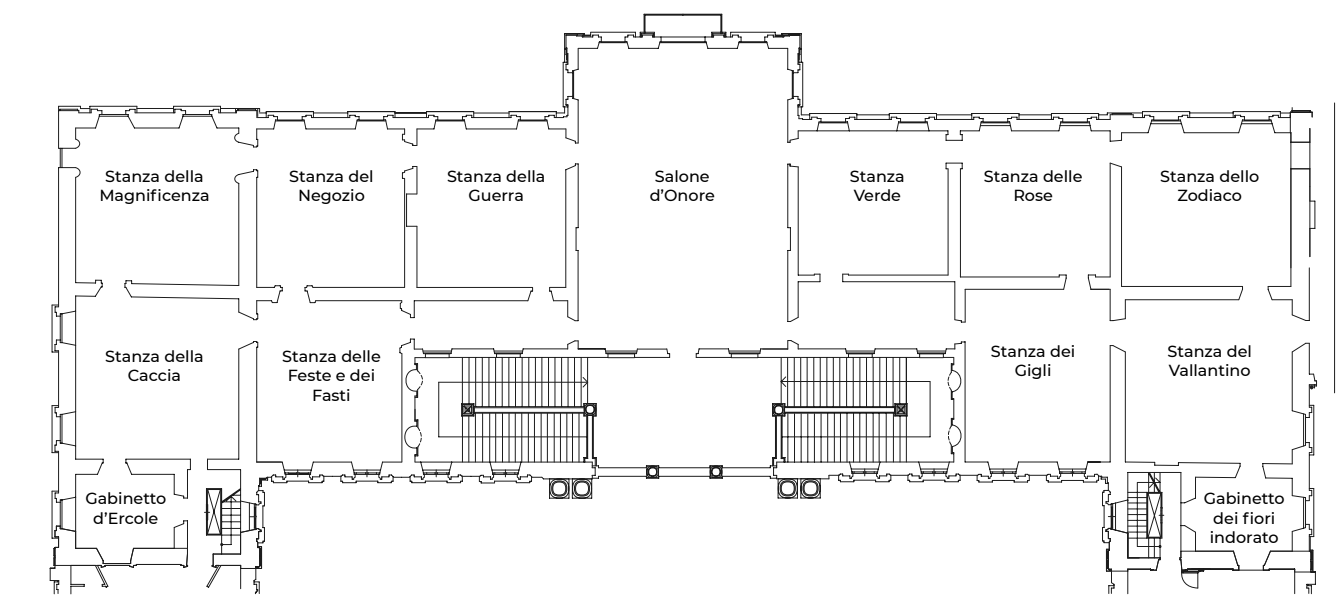 Stanza della
Magnificenza
Stanza del
Negozio
Stanza della
Guerra
Salone
d’Onore
Stanza
Verde
Stanza delle
Rose
Stanza dello
Zodiaco
Stanza della
Caccia
Stanza delle
Feste e dei
Fasti
Stanza dei
Gigli
Stanza del
Vallantino
Gabinetto
d’Ercole
Gabinetto
dei fiori
indorato